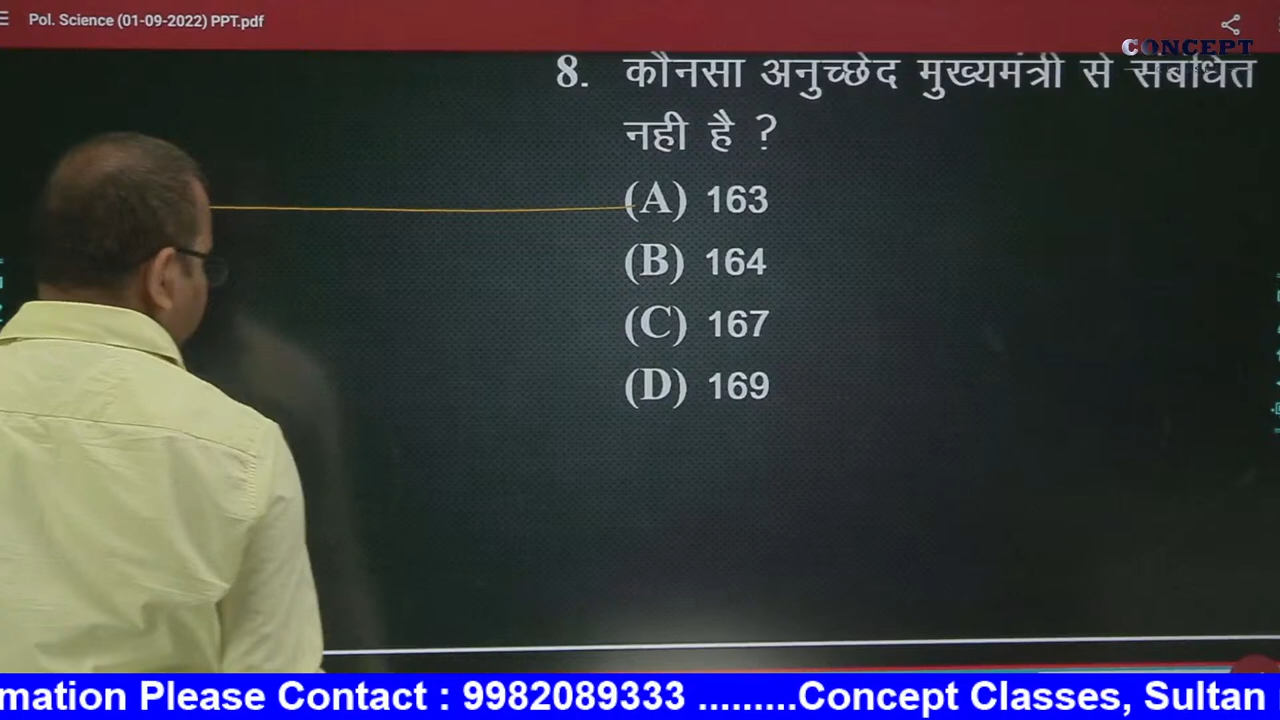 Pol. Science (01-09-2022) PPT.pdf
CONCEPT
8. कौनसा अनुच्छेद मुख्यमंत्री से संबंधित
नही है ?
(A) 163
(B) 164
(C) 167
(D) 169
mation Please Contact : 9982089333 .........Concept Classes, Sultan